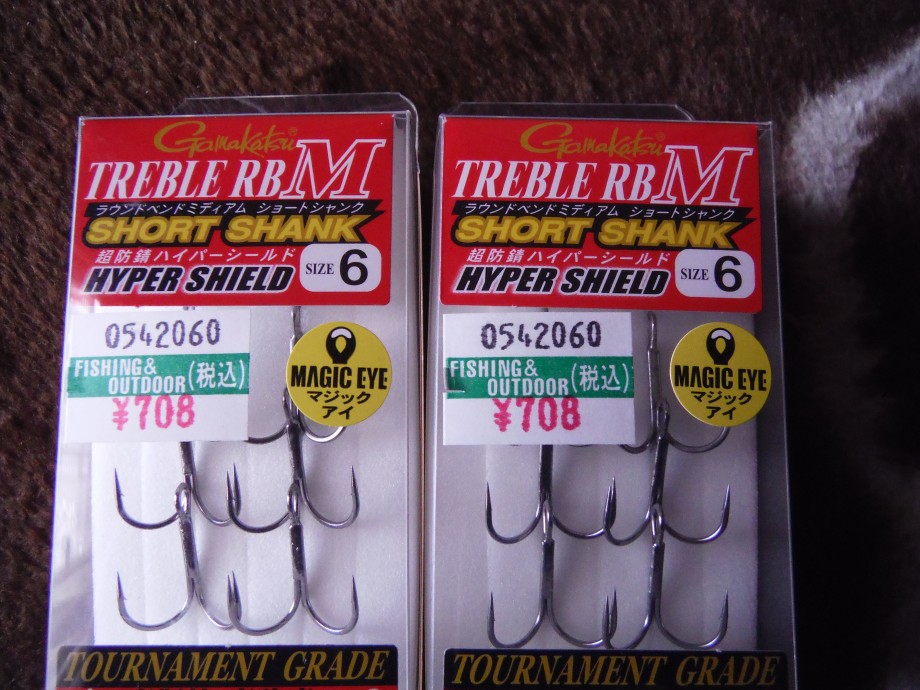 Gamakatsu®
TREBLE RB M
ラウンドベンドミディアム ショートシャンク
SHORT SHANK
超防錆ハイパーシールド
HYPER SHIELD
SIZE 6
0542060
FISHING &
OUTDOOR (税込)
¥708
MAGIC EYE
マジック
アイ
TOURNAMENT GRADE
Gamakatsu®
TREBLE RB M
ラウンドベンドミディアム ショートシャンク
SHORT SHANK
超防錆ハイパーシールド
HYPER SHIELD
SIZE 6
0542060
FISHING &
OUTDOOR (税込)
¥708
MAGIC EYE
マジック
アイ
TOURNAMENT GRADE